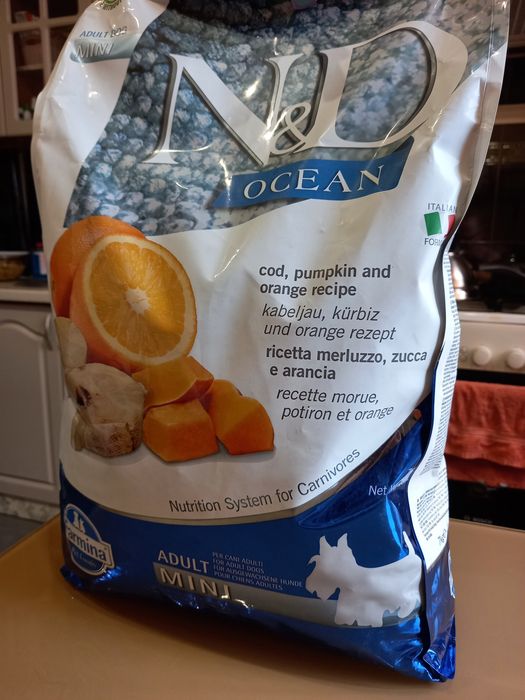 ADULT DOG
MINI
N&D
OCEAN
ITALIAN
cod, pumpkin and
orange recipe
kabeljau, kürbiz
und orange rezept
ricetta merluzzo, zucca
e arancia
recette morue,
potiron et orange
Nutrition System for Carnivores
Net
Farmina
ADULT
MINI
PER CANI ADULTI
FOR ADULT DOGS
FÜR AUSGEWACHSENE HUNDE
POUR CHIENS ADULTES